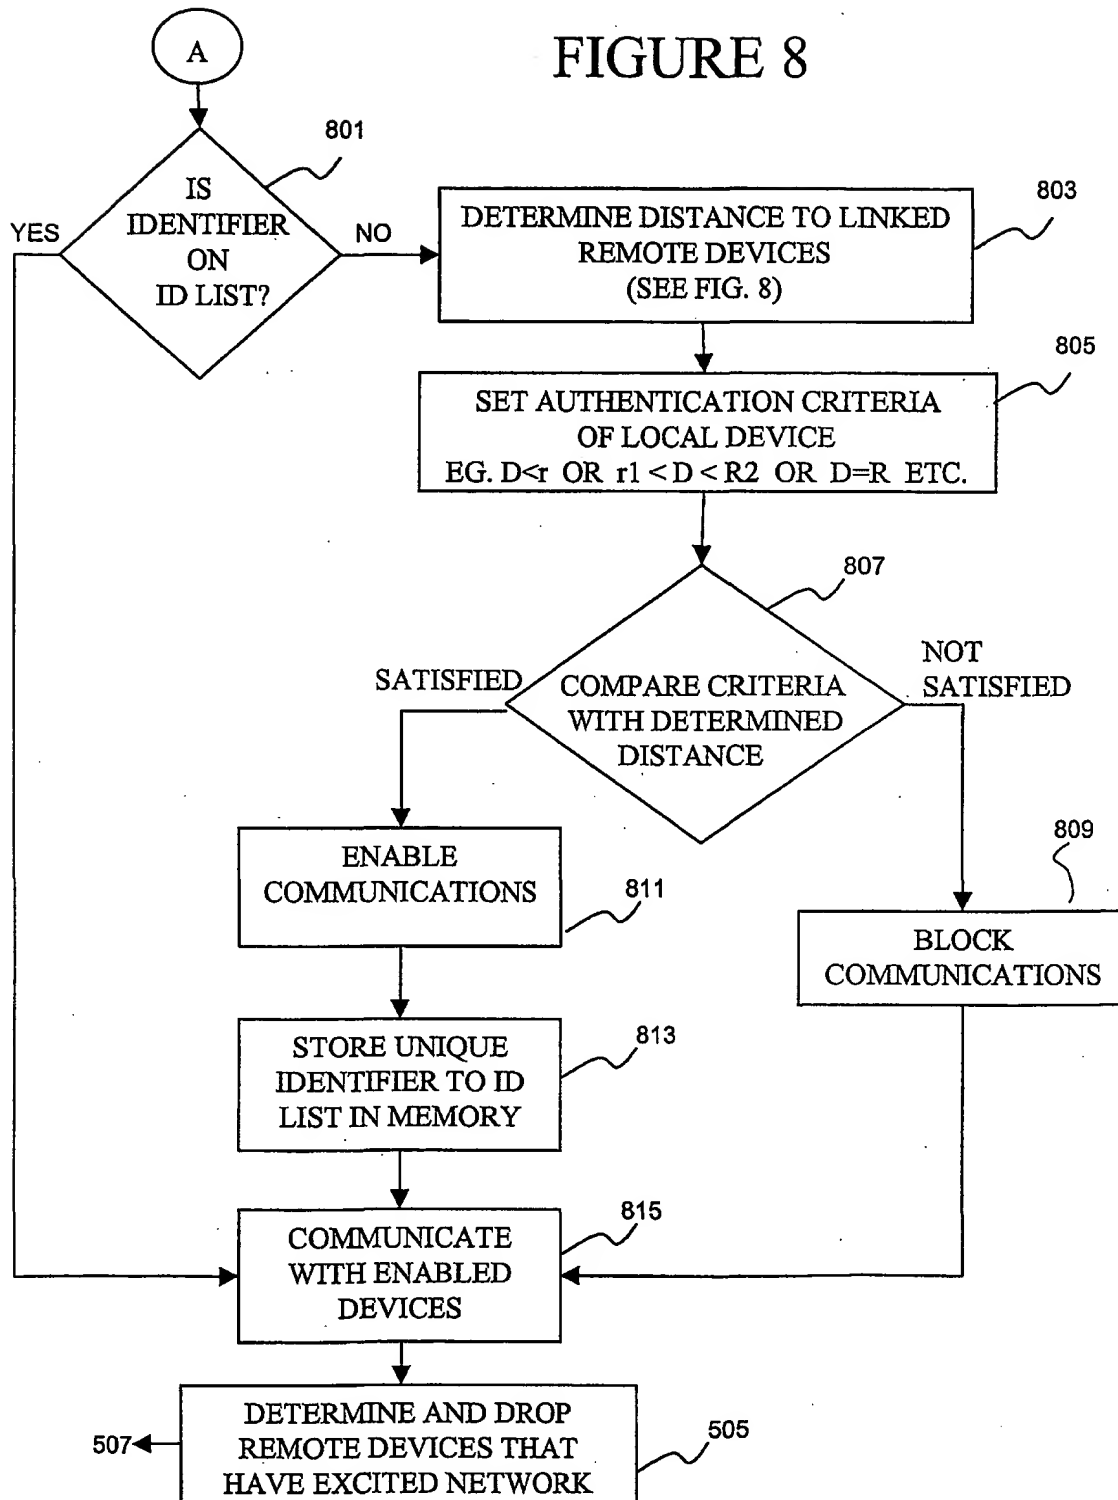 FIGURE 8
A
801
IS
IDENTIFIER
ON
ID LIST?
YES
NO
DETERMINE DISTANCE TO LINKED
REMOTE DEVICES
(SEE FIG. 8)
803
SET AUTHENTICATION CRITERIA
OF LOCAL DEVICE
EG. D<r OR r1 < D < R2 OR D=R ETC.
805
807
COMPARE CRITERIA
WITH DETERMINED
DISTANCE
SATISFIED
NOT
SATISFIED
809
BLOCK
COMMUNICATIONS
ENABLE
COMMUNICATIONS
811
STORE UNIQUE
IDENTIFIER TO ID
LIST IN MEMORY
813
COMMUNICATE
WITH ENABLED
DEVICES
815
DETERMINE AND DROP
REMOTE DEVICES THAT
HAVE EXCITED NETWORK
507
505